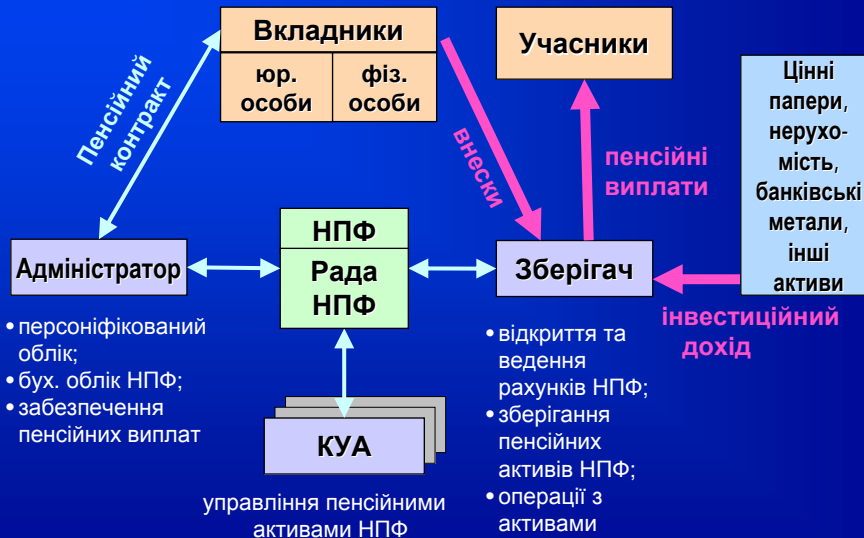 Вкладники
юр.
особи
фіз.
особи
Учасники
Цінні
папери,
нерухо-
мість,
банківські
метали,
інші
активи
Пенсійний
контракт
внески
пенсійні
виплати
НПФ
Рада
НПФ
Адміністратор
Зберігач
інвестиційний
дохід
• персоніфікований
облік;
• бух. облік НПФ;
• забезпечення
пенсійних виплат
• відкриття та
ведення
рахунків НПФ;
• зберігання
пенсійних
активів НПФ;
• операції з
активами
КУА
управління пенсійними
активами НПФ